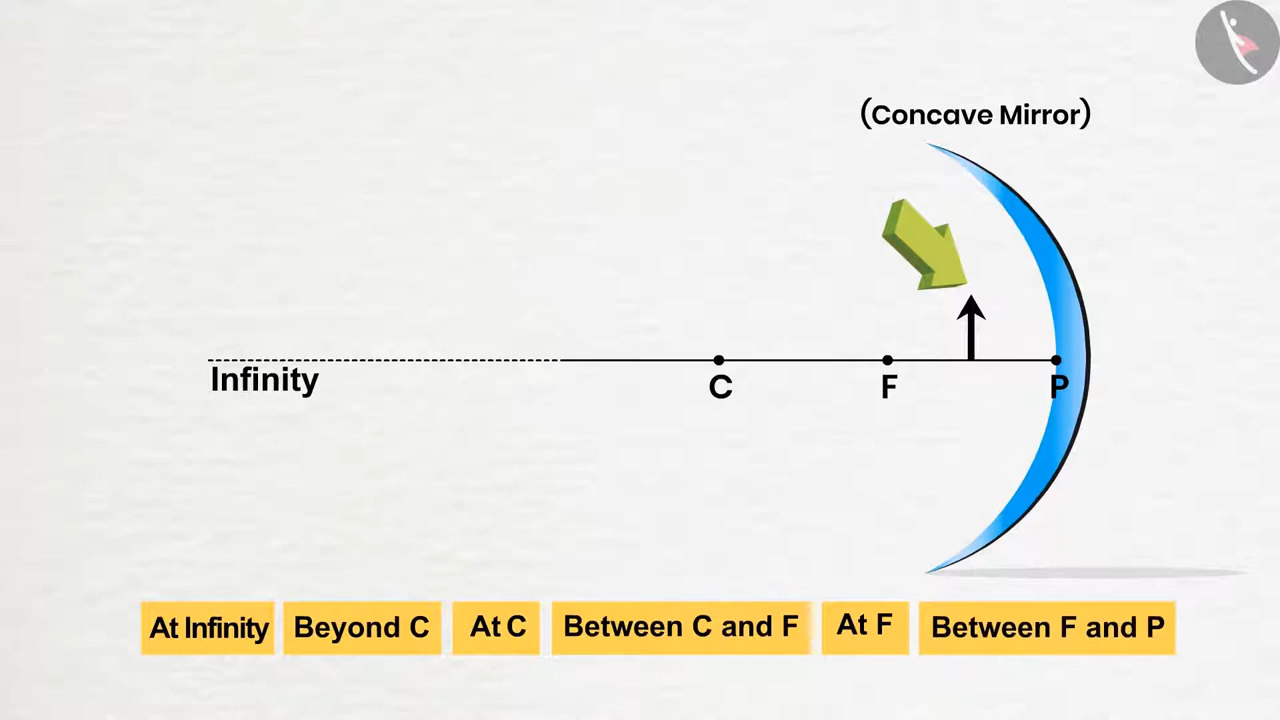 (Concave Mirror)
Infinity
C
F
P
At Infinity
Beyond C
At C
Between C and F
At F
Between F and P